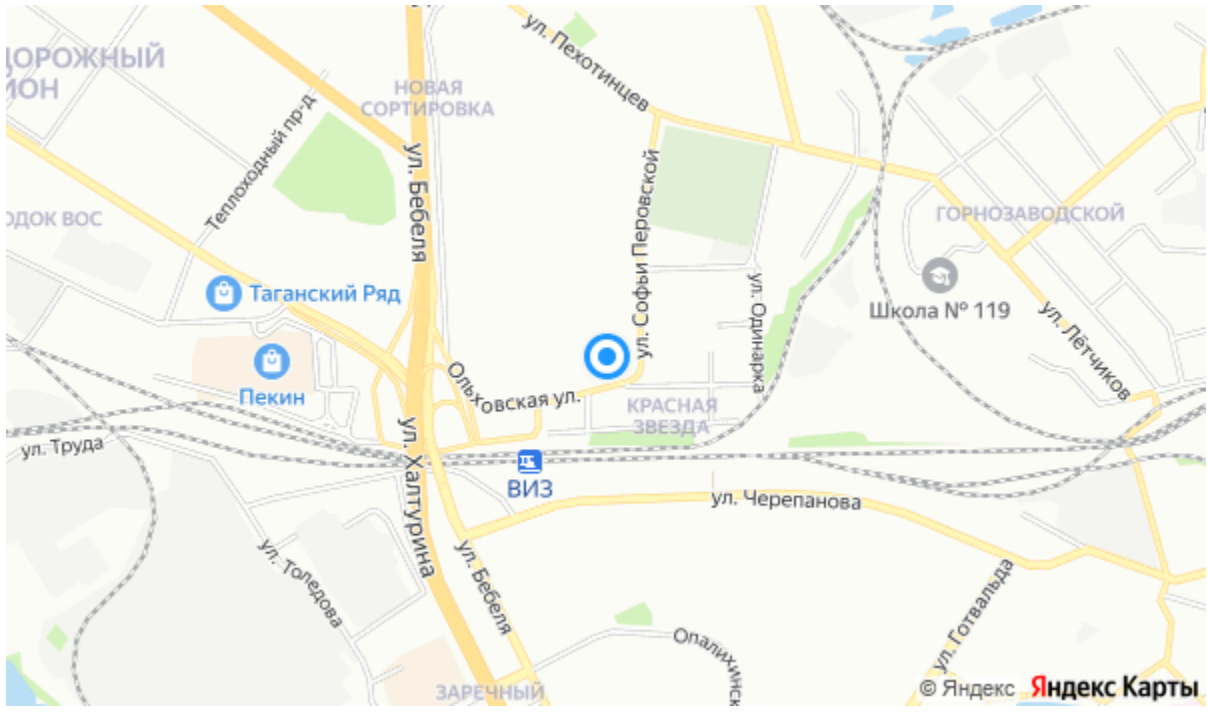 ул. Пехотинцев
ДОРОЖНЫЙ
НОВАЯ
СОРТИРОВКА
Теплоходный пр-д
ул. Бебеля
ул. Софьи Перовской
ГОРНОЗАВОДСКОЙ
ВОС
Таганский Ряд
ул. Одинарка
Школа № 119
ул. Лётчиков
Пекин
Ольховская ул.
КРАСНАЯ
ЗВЕЗДА
ул. Труда
ул. Халтурина
ВИЗ
ул. Черепанова
ул. Толедова
ул. Бебеля
ул. Готвальда
Опалихинск
ЗАРЕЧНЫЙ
© Яндекс Яндекс Карты